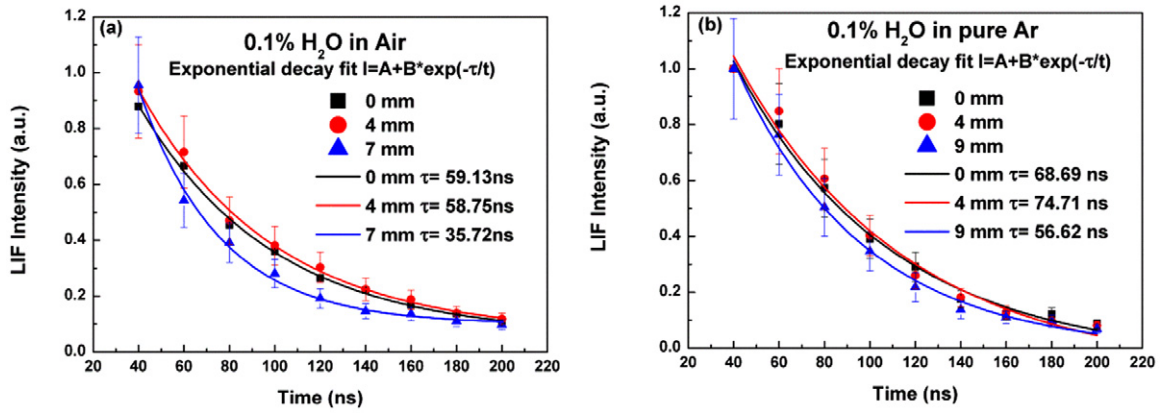 (a)
0.1% H₂O in Air
Exponential decay fit I=A+B*exp(-τ/t)
0 mm
4 mm
7 mm
0 mm τ= 59.13ns
4 mm τ= 58.75ns
7 mm τ= 35.72ns
LIF Intensity (a.u.)
1.2
1.0
0.8
0.6
0.4
0.2
0.0
20 40 60 80 100 120 140 160 180 200 220
Time (ns)
(b)
0.1% H₂O in pure Ar
Exponential decay fit I=A+B*exp(-τ/t)
0 mm
4 mm
9 mm
0 mm τ= 68.69 ns
4 mm τ= 74.71 ns
9 mm τ= 56.62 ns
LIF Intensity (a.u.)
1.2
1.0
0.8
0.6
0.4
0.2
0.0
20 40 60 80 100 120 140 160 180 200 220
Time (ns)